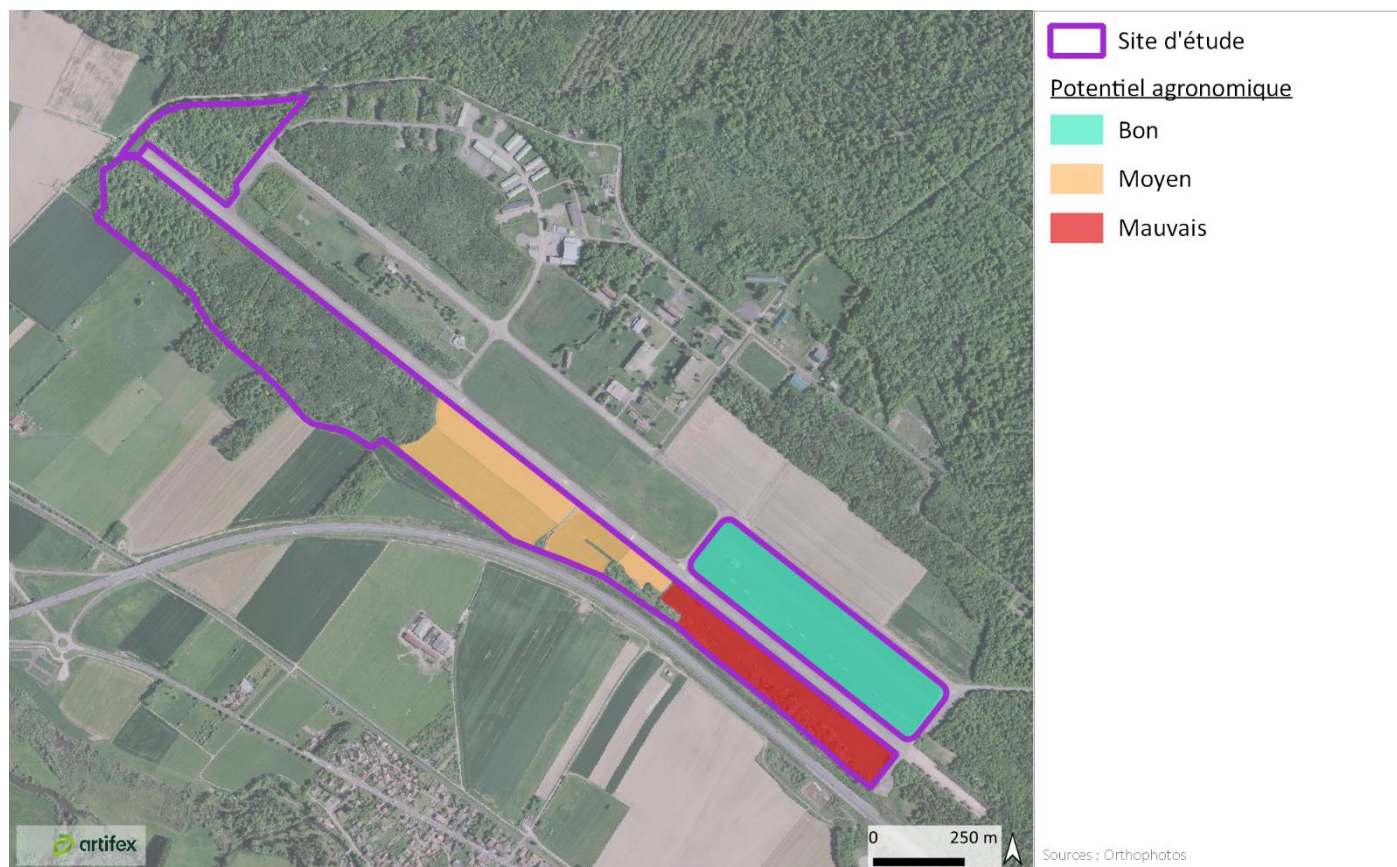 Site d'étude
Potentiel agronomique
Bon
Moyen
Mauvais
artifex
0 250 m
Sources : Orthophotos